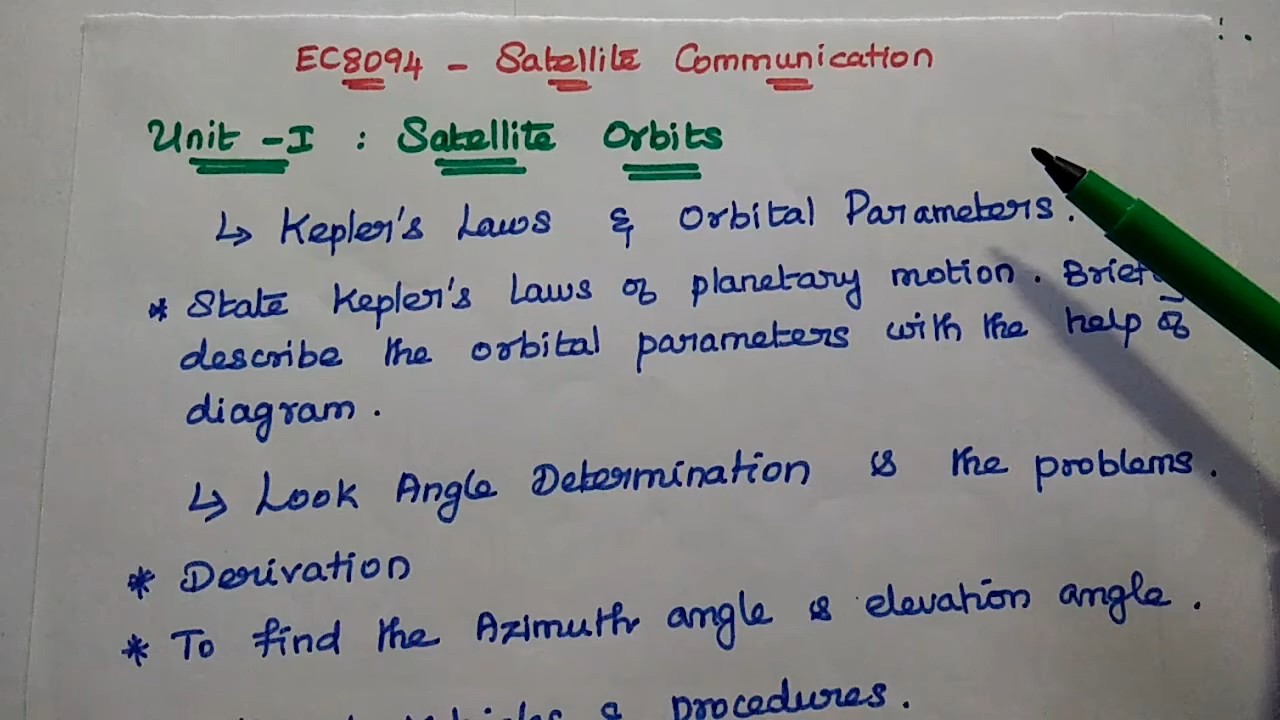 EC8094 - Satellite Communication
Unit - I : Satellite Orbits
↳ Kepler's Laws & Orbital Parameters.
* State Kepler's Laws of planetary motion.
describe the orbital parameters with the help of
diagram.
↳ Look Angle Determination & the problems.
* Derivation
* To find the Azimuth angle & elevation angle.
& procedures.